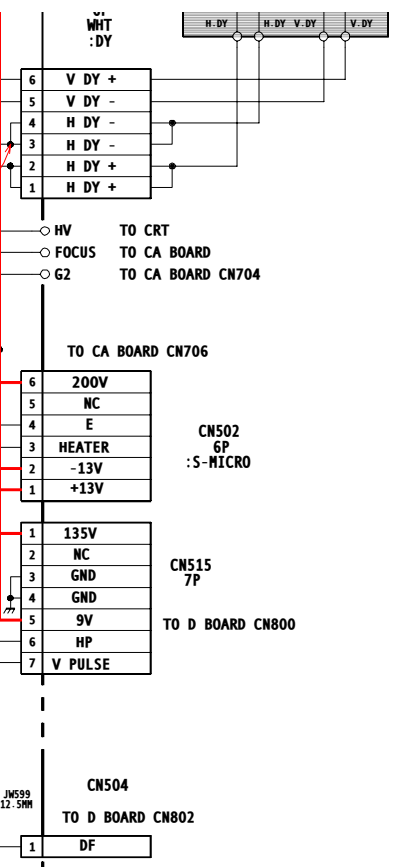 WHT
:DY
H.DY H.DY V.DY V.DY
6 V DY +
5 V DY -
4 H DY -
3 H DY -
2 H DY +
1 H DY +
HV TO CRT
FOCUS TO CA BOARD
G2 TO CA BOARD CN704
TO CA BOARD CN706
6 200V
5 NC
4 E
3 HEATER
2 -13V
1 +13V
CN502
6P
:S-MICRO
1 135V
2 NC
3 GND
4 GND
5 9V
6 HP
7 V PULSE
CN515
7P
TO D BOARD CN800
JW599
12.5MM
CN504
TO D BOARD CN802
1 DF